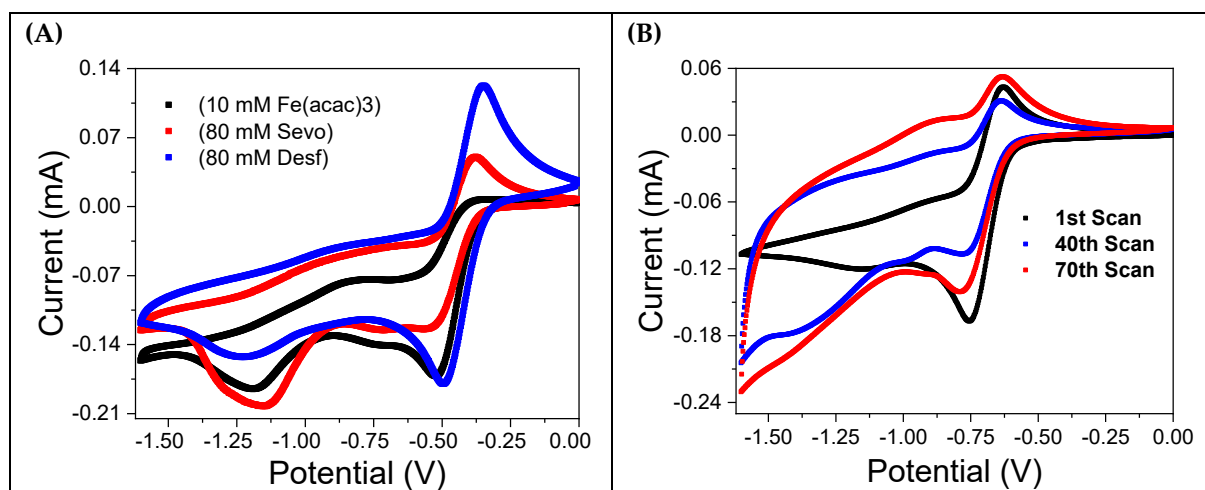 (A)
0.14
0.07
0.00
-0.07
-0.14
-0.21
Current (mA)
(10 mM Fe(acac)3)
(80 mM Sevo)
(80 mM Desf)
-1.50 -1.25 -1.00 -0.75 -0.50 -0.25 0.00
Potential (V)
(B)
0.06
0.00
-0.06
-0.12
-0.18
-0.24
Current (mA)
1st Scan
40th Scan
70th Scan
-1.50 -1.25 -1.00 -0.75 -0.50 -0.25 0.00
Potential (V)